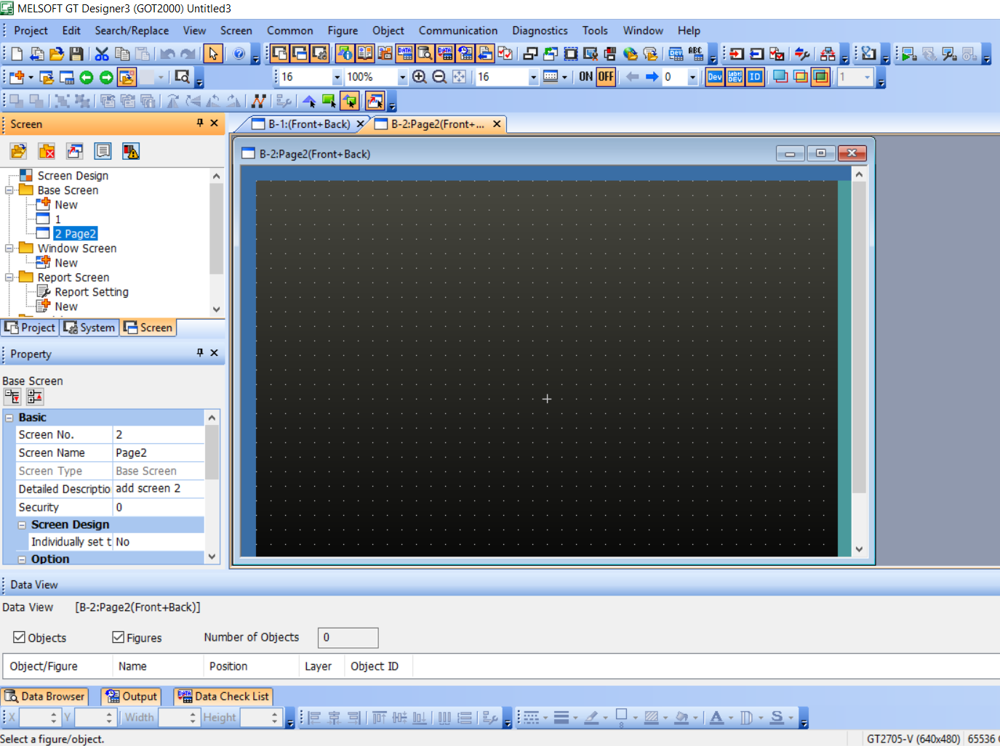 MELSOFT GT Designer3 (GOT2000) Untitled3
Project Edit Search/Replace View Screen Common Figure Object Communication Diagnostics Tools Window Help
16 100% 16 ON OFF 0 Dev ID 1
Screen
B-1:(Front+Back) B-2:Page2(Front+...
B-2:Page2(Front+Back)
Screen Design
Base Screen
New
1
2 Page2
Window Screen
New
Report Screen
Report Setting
New
Project System Screen
Property
Base Screen
Basic
Screen No. 2
Screen Name Page2
Screen Type Base Screen
Detailed Descriptio add screen 2
Security 0
Screen Design
Individually set t No
Option
Data View
Data View [B-2:Page2(Front+Back)]
Objects Figures Number of Objects 0
Object/Figure Name Position Layer Object ID
Data Browser Output Data Check List
X Y Width Height
Select a figure/object. GT2705-V (640x480) 65536